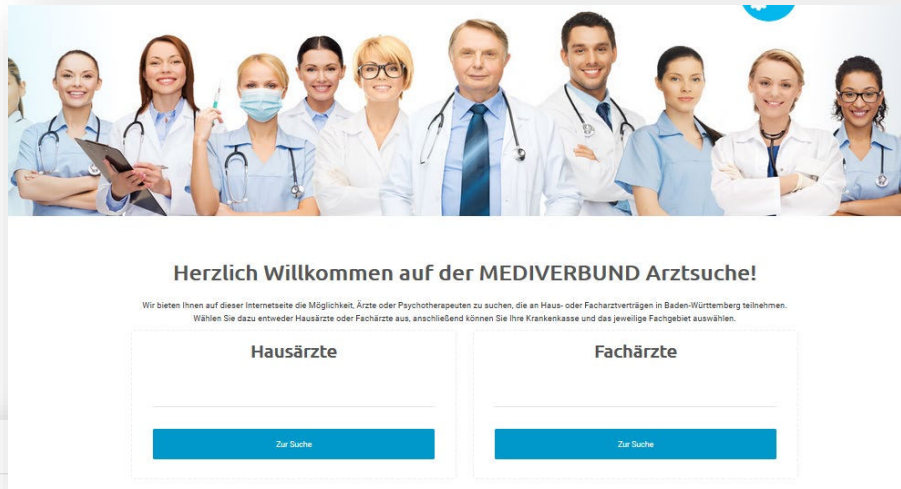 Herzlich Willkommen auf der MEDIVERBUND Arztsuche!
Wir bieten Ihnen auf dieser Internetseite die Möglichkeit, Ärzte oder Psychotherapeuten zu suchen, die an Haus- oder Facharztverträgen in Baden-Württemberg teilnehmen.
Wählen Sie dazu entweder Hausärzte oder Fachärzte aus, anschließend können Sie Ihre Krankenkasse und das jeweilige Fachgebiet auswählen.
Hausärzte
Fachärzte
Zur Suche
Zur Suche